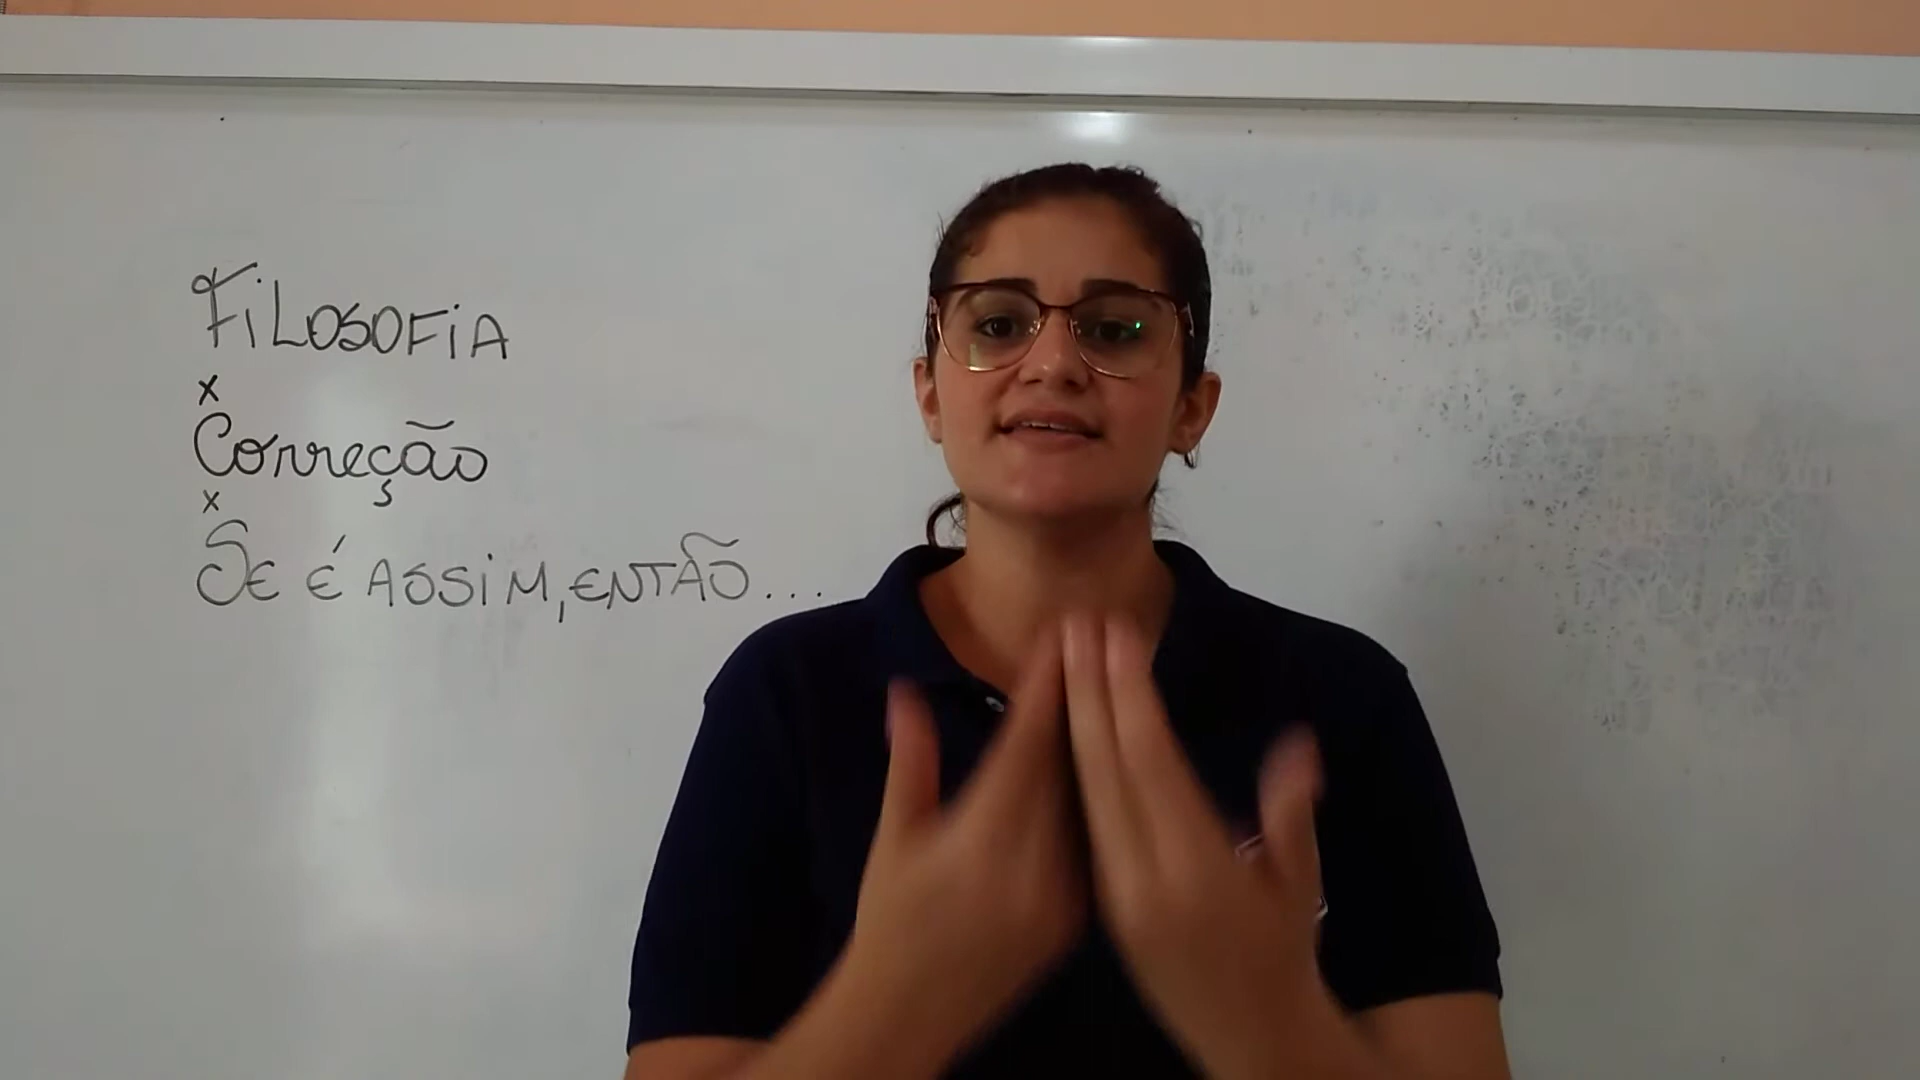 FiLOSOFiA
x
Correção
x
SE É ASSiM, ENTÃO...